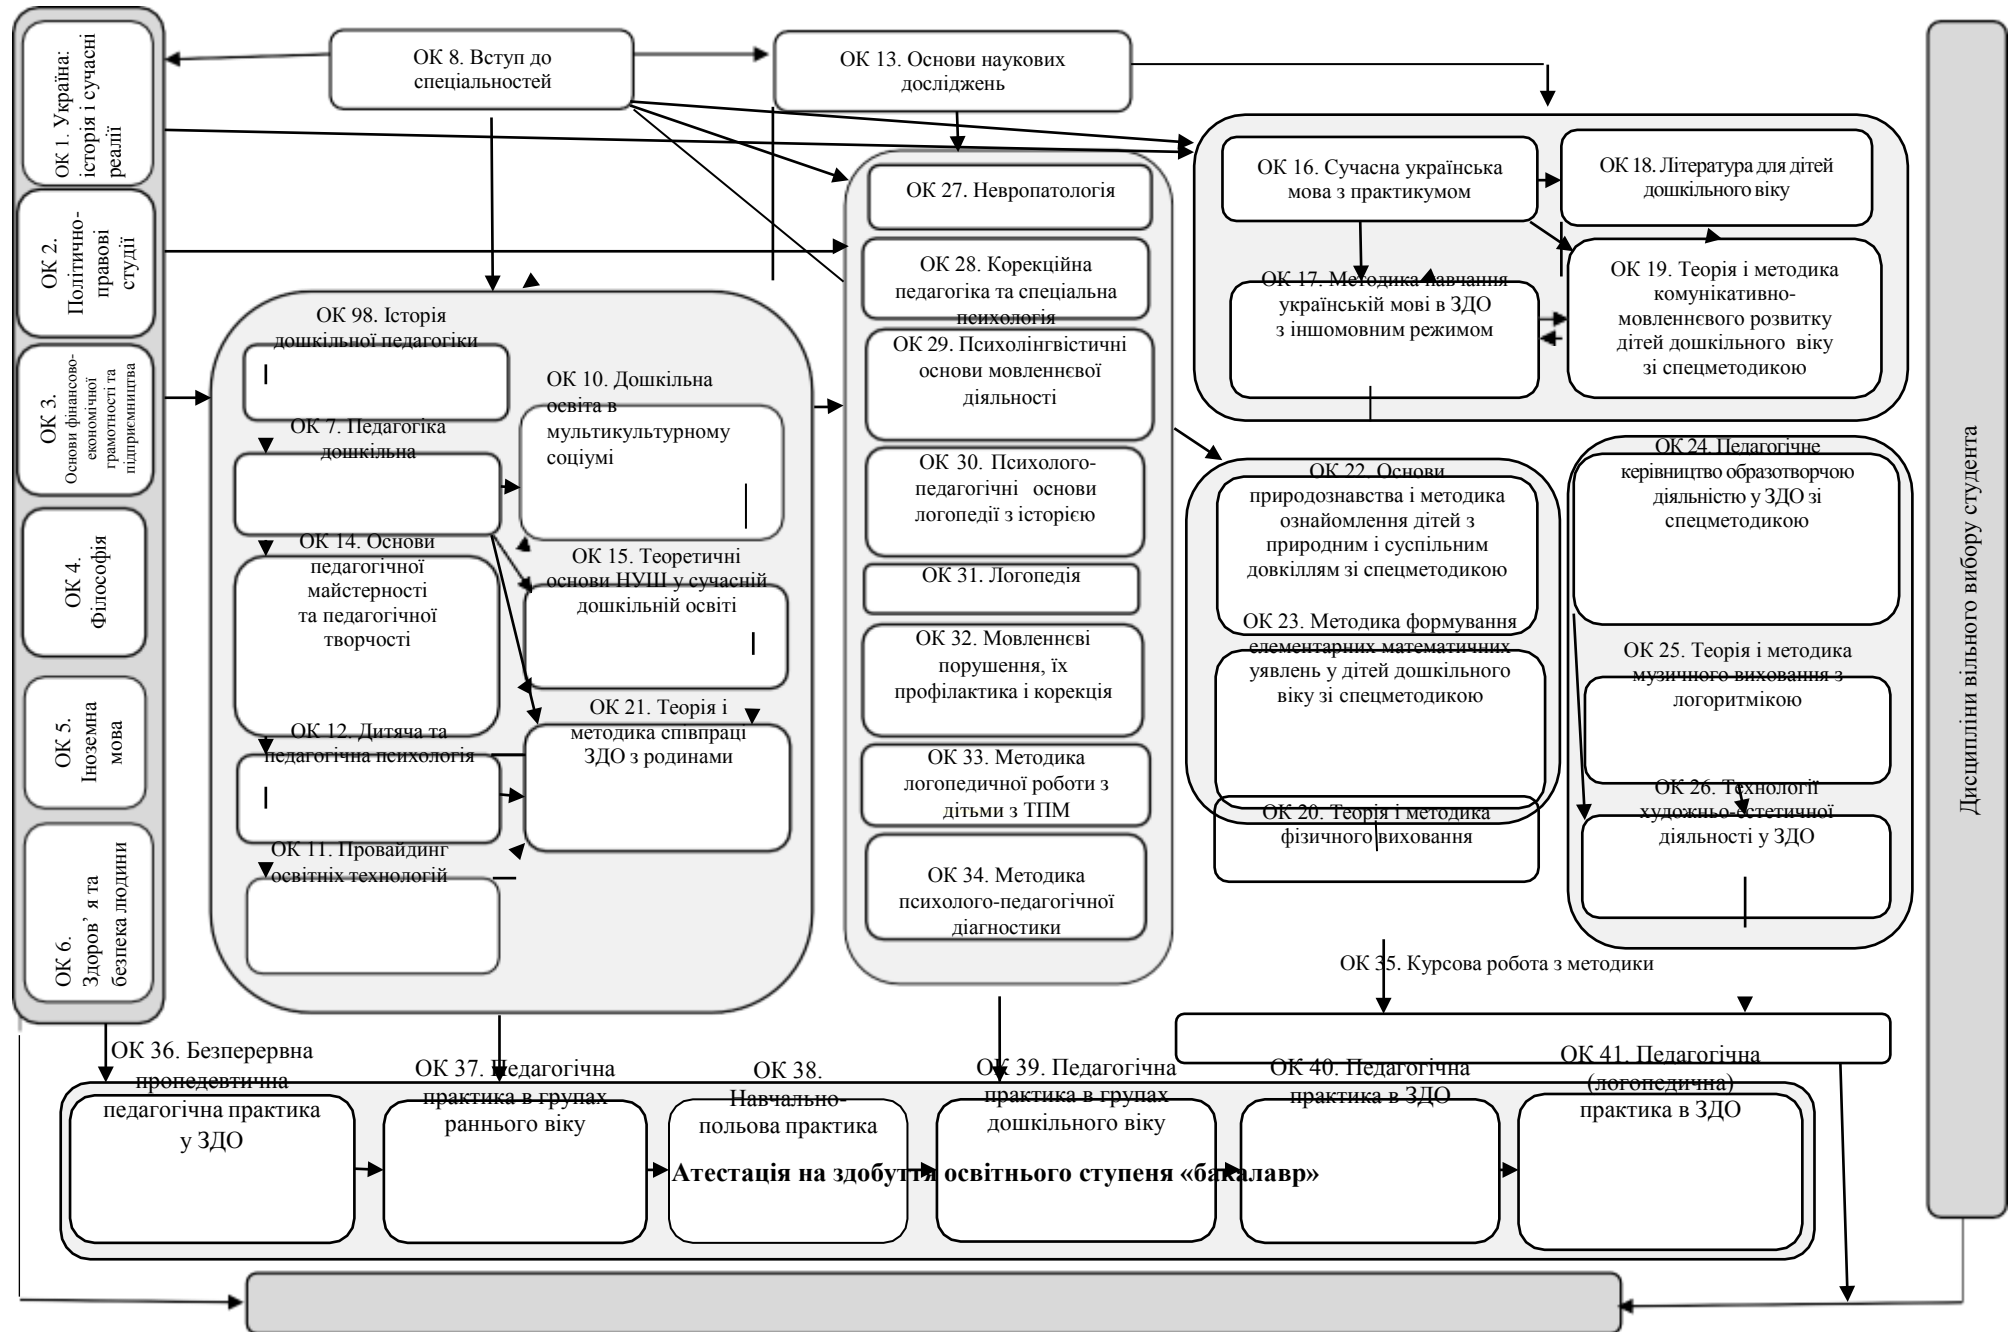 ОК 1. Україна:
історія і сучасні
реалії
ОК 2.
Політично-
правові
студії
ОК 3.
Основи фінансово-
економічної
грамотності та
підприємництва
ОК 4.
Філософія
ОК 5.
Іноземна
мова
ОК 6.
Здоров’ я та
безпека людини
ОК 8. Вступ до
спеціальностей
ОК 13. Основи наукових
досліджень
ОК 98. Історія
дошкільної педагогіки
ОК 7. Педагогіка
дошкільна
ОК 10. Дошкільна
освіта в
мультикультурному
соціумі
ОК 14. Основи
педагогічної
майстерності
та педагогічної
творчості
ОК 15. Теоретичні
основи НУШ у сучасній
дошкільній освіті
ОК 12. Дитяча та
педагогічна психологія
ОК 21. Теорія і
методика співпраці
ЗДО з родинами
ОК 11. Провайдинг
освітніх технологій
ОК 27. Невропатологія
ОК 28. Корекційна
педагогіка та спеціальна
психологія
ОК 29. Психолінгвістичні
основи мовленнєвої
діяльності
ОК 30. Психолого-
педагогічні основи
логопедії з історією
ОК 31. Логопедія
ОК 32. Мовленнєві
порушення, їх
профілактика і корекція
ОК 33. Методика
логопедичної роботи з
дітьми з ТПМ
ОК 34. Методика
психолого-педагогічної
діагностики
ОК 16. Сучасна українська
мова з практикумом
ОК 18. Література для дітей
дошкільного віку
ОК 17. Методика навчання
українській мові в ЗДО
з іншомовним режимом
ОК 19. Теорія і методика
комунікативно-
мовленнєвого розвитку
дітей дошкільного віку
зі спецметодикою
ОК 22. Основи
природознавства і методика
ознайомлення дітей з
природним і суспільним
довкіллям зі спецметодикою
ОК 23. Методика формування
елементарних математичних
уявлень у дітей дошкільного
віку зі спецметодикою
ОК 20. Теорія і методика
фізичного виховання
ОК 24. Педагогічне
керівництво образотворчою
діяльністю у ЗДО зі
спецметодикою
ОК 25. Теорія і методика
музичного виховання з
логоритмікою
ОК 26. Технології
художньо-естетичної
діяльності у ЗДО
ОК 35. Курсова робота з методики
Дисципліни вільного вибору студента
ОК 36. Безперервна
пропедевтична
педагогічна практика
у ЗДО
ОК 37. Педагогічна
практика в групах
раннього віку
ОК 38.
Навчально-
польова практика
ОК 39. Педагогічна
практика в групах
дошкільного віку
ОК 40. Педагогічна
практика в ЗДО
ОК 41. Педагогічна
(логопедична)
практика в ЗДО
Атестація на здобуття освітнього ступеня «бакалавр»